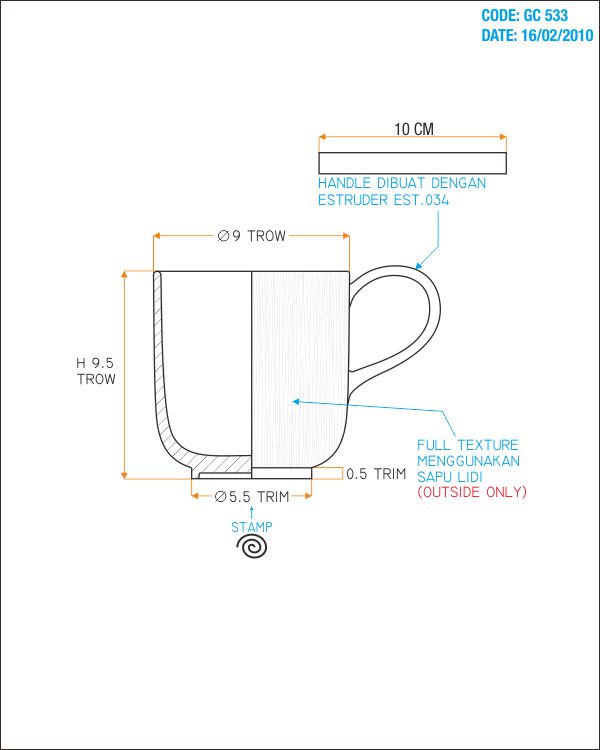 CODE: GC 533
DATE: 16/02/2010
10 CM
HANDLE DIBUAT DENGAN
ESTRUDER EST.034
∅9 TROW
H 9.5
TROW
FULL TEXTURE
MENGGUNAKAN
SAPU LIDI
(OUTSIDE ONLY)
0.5 TRIM
∅5.5 TRIM
STAMP